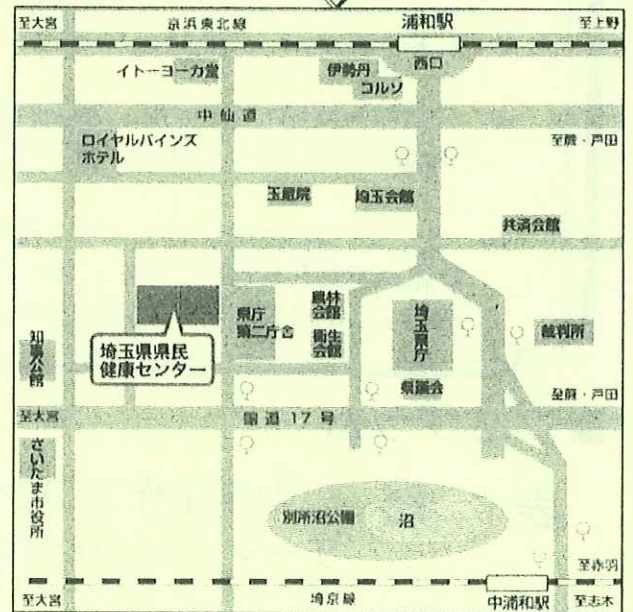 至大宮
京浜東北線
浦和駅
至上野
西口
イトーヨーカ堂
伊勢丹
コルソ
中仙道
ロイヤルパインズ
ホテル
至蕨・戸田
玉蔵院
埼玉会館
共済会館
県庁
第二庁舎
農林
会館
衛生
会館
埼玉県庁
県議会
裁判所
知事公館
埼玉県県民
健康センター
至蕨・戸田
至大宮
国道17号
さいたま市役所
別所沼公園
沼
至赤羽
至大宮
埼京線
中浦和駅
至志木